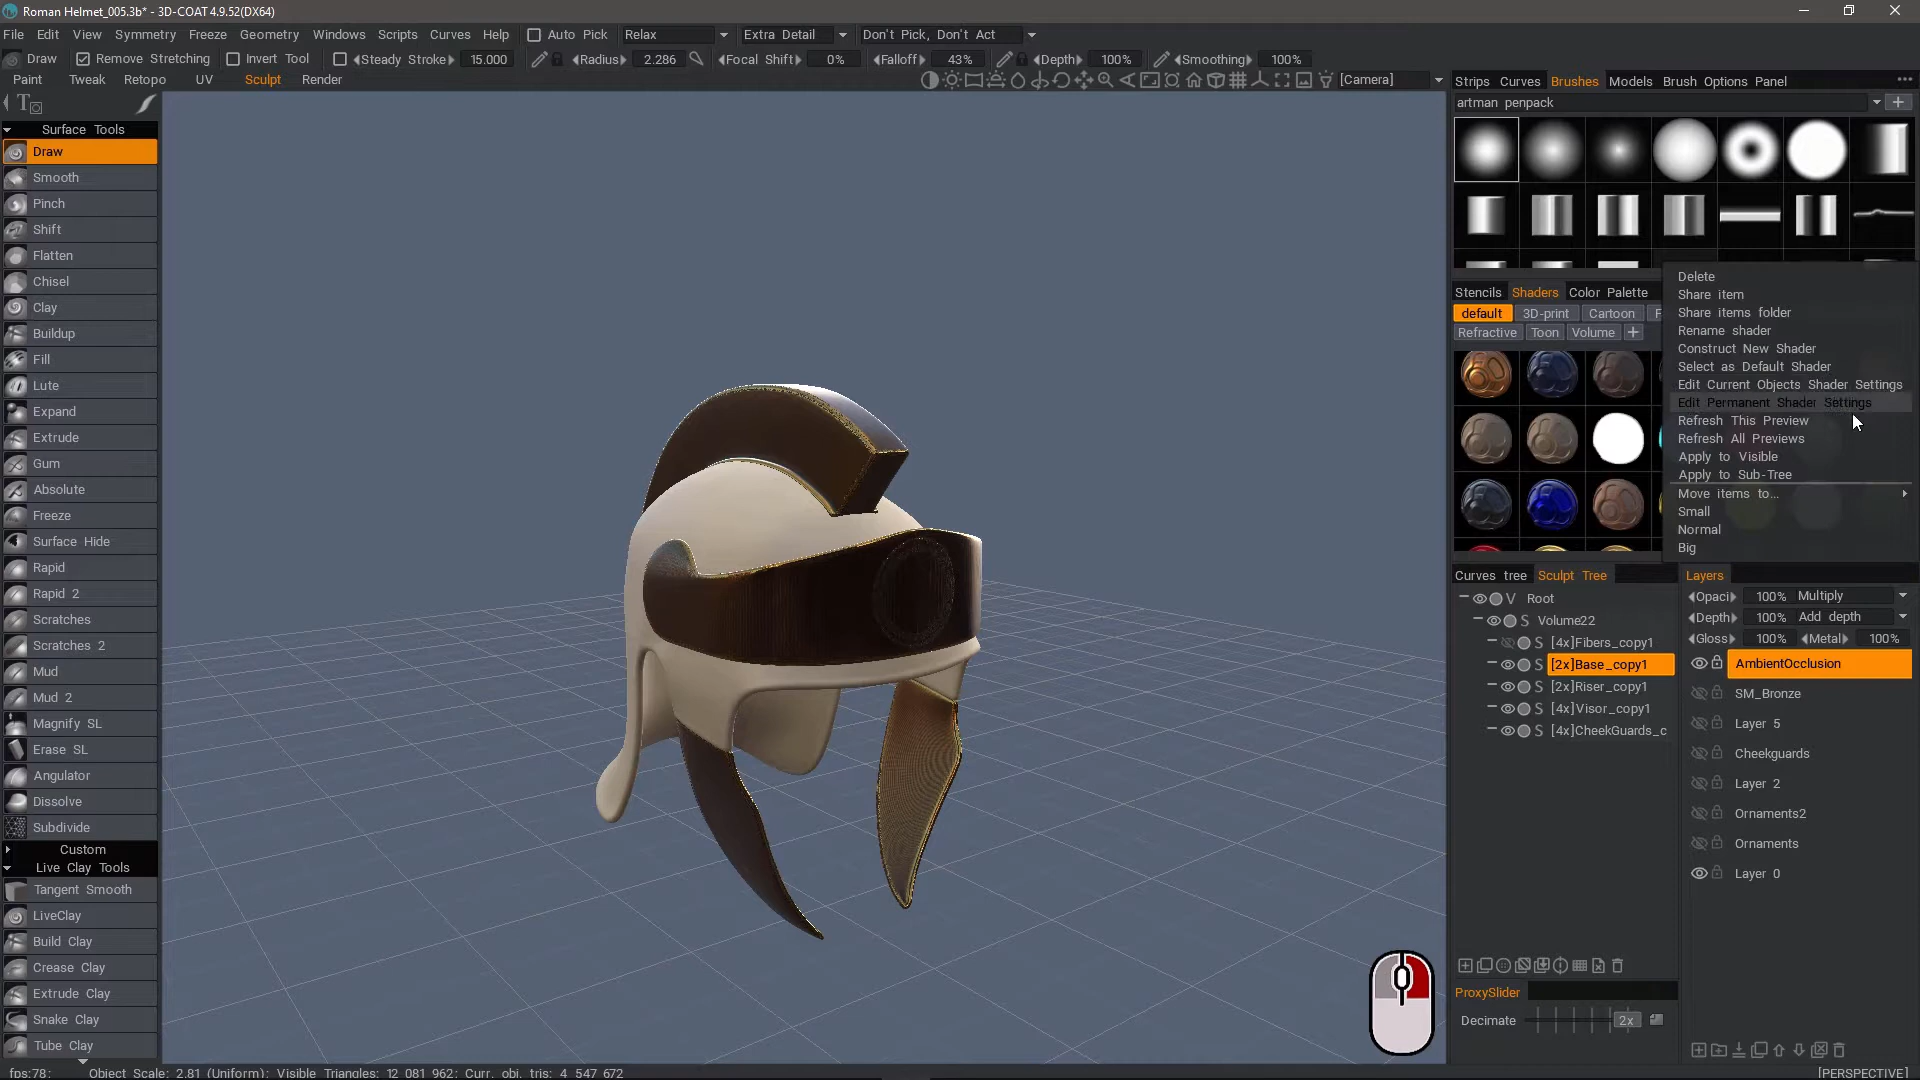 Roman Helmet_005.3b* - 3D-COAT 4.9.52(DX64)
File Edit View Symmetry Freeze Geometry Windows Scripts Curves Help Auto Pick Relax Extra Detail Don't Pick, Don't Act
Draw Remove Stretching Invert Tool Steady Stroke 15.000 Radius 2.286 Focal Shift 0% Falloff 43% Depth 100% Smoothing 100%
Paint Tweak Retopo UV Sculpt Render [Camera]
Surface Tools
Draw
Smooth
Pinch
Shift
Flatten
Chisel
Clay
Buildup
Fill
Lute
Expand
Extrude
Gum
Absolute
Freeze
Surface Hide
Rapid
Rapid 2
Scratches
Scratches 2
Mud
Mud 2
Magnify SL
Erase SL
Angulator
Dissolve
Subdivide
Custom
Live Clay Tools
Tangent Smooth
LiveClay
Build Clay
Crease Clay
Extrude Clay
Snake Clay
Tube Clay
Strips Curves Brushes Models Brush Options Panel
artman penpack
Stencils Shaders Color Palette
default 3D-print Cartoon F
Refractive Toon Volume +
Delete
Share item
Share items folder
Rename shader
Construct New Shader
Select as Default Shader
Edit Current Objects Shader Settings
Edit Permanent Shader Settings
Refresh This Preview
Refresh All Previews
Apply to Visible
Apply to Sub-Tree
Move items to...
Small
Normal
Big
Curves tree Sculpt Tree
V Root
S Volume22
S [4x]Fibers_copy1
S [2x]Base_copy1
S [2x]Riser_copy1
S [4x]Visor_copy1
S [4x]CheekGuards_c
ProxySlider
Decimate 2x
Layers
Opaci 100% Multiply
Depth 100% Add depth
Gloss 100% Metal 100%
AmbientOcclusion
SM_Bronze
Layer 5
Cheekguards
Layer 2
Ornaments2
Ornaments
Layer 0
fps:78; Object Scale: 2.81 (Uniform); Visible Triangles: 12 081 962; Curr. obj. tris: 4 547 672 [PERSPECTIVE]